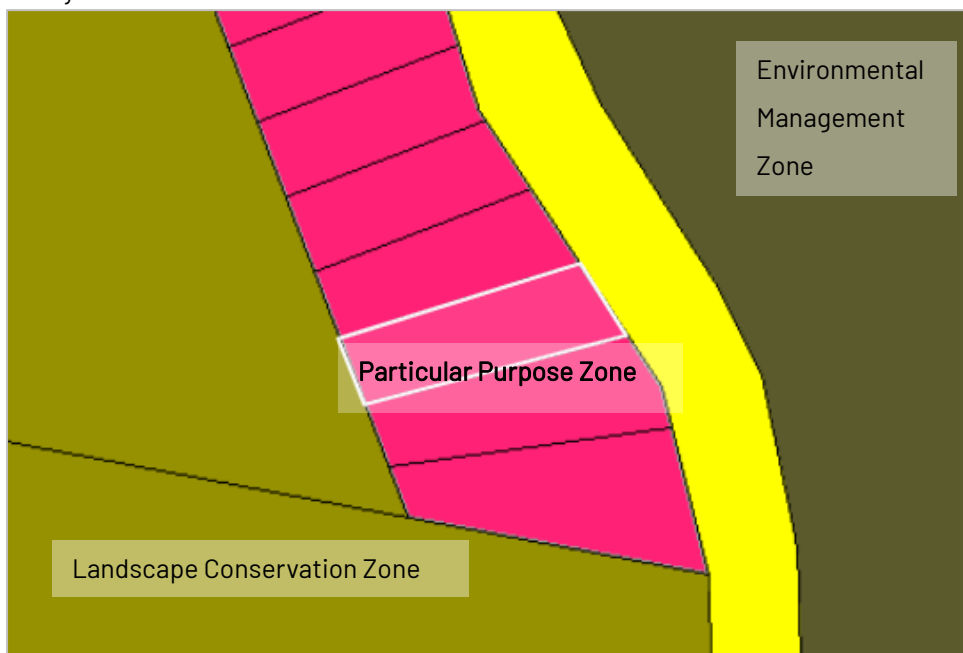 Environmental
Management
Zone
Particular Purpose Zone
Landscape Conservation Zone